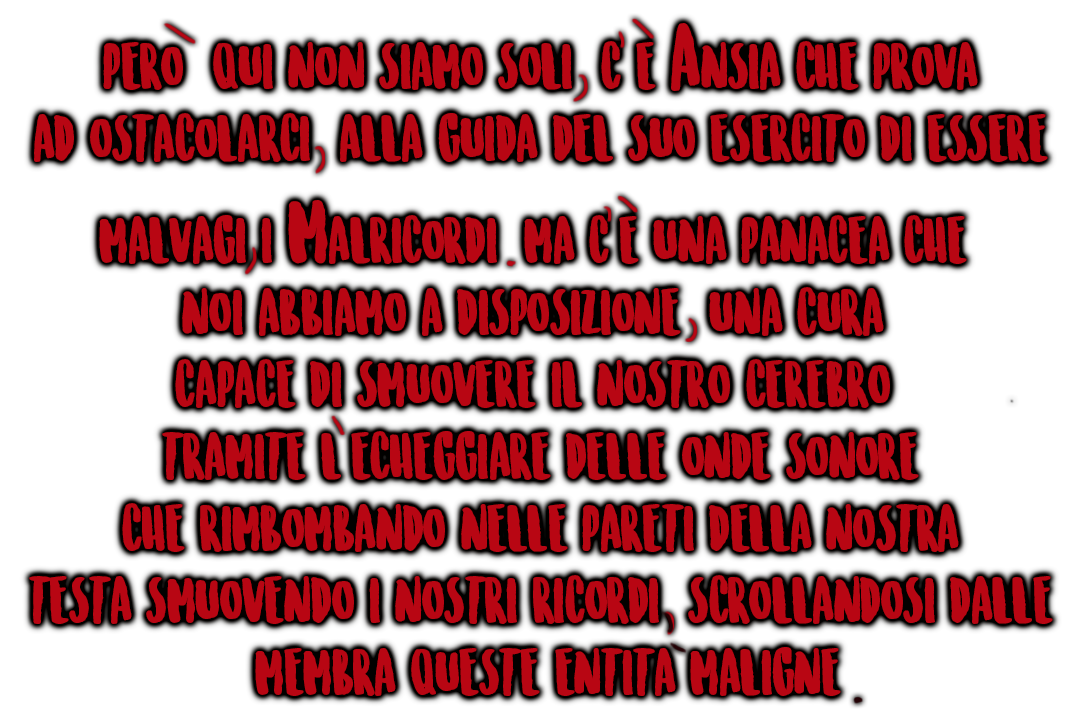 però qui non siamo soli, c'è Ansia che prova
ad ostacolarci, alla guida del suo esercito di essere
malvagi,i Malricordi. ma c'è una panacea che
noi abbiamo a disposizione, una cura
capace di smuovere il nostro cerebro
tramite l'echeggiare delle onde sonore
che rimbombando nelle pareti della nostra
testa smuovendo i nostri ricordi, scrollandosi dalle
membra queste entità maligne.